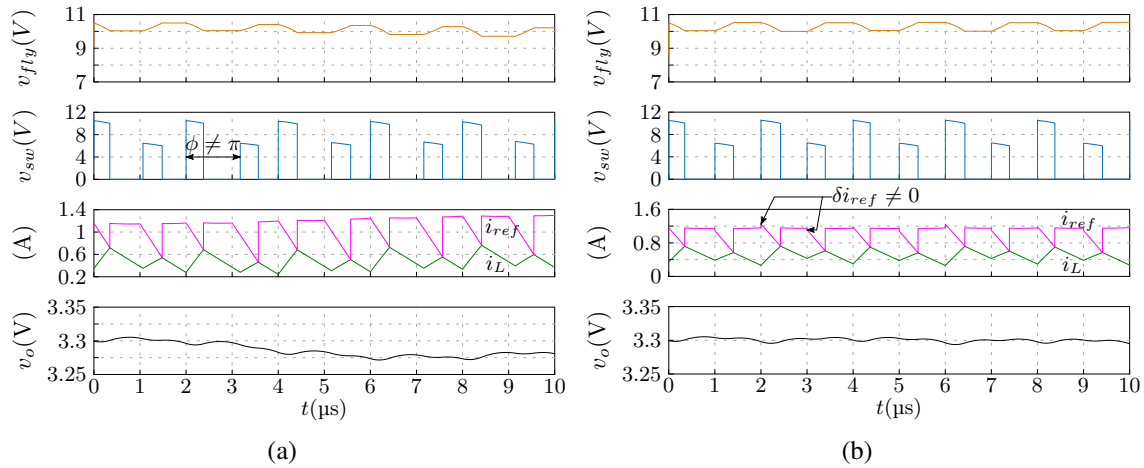 11
9
7
v_fly(V)
12
8
4
0
v_sw(V)
ϕ ≠ π
1.4
1
0.6
0.2
(A)
i_ref
i_L
3.35
3.3
3.25
v_o(V)
0 1 2 3 4 5 6 7 8 9 10
t(µs)
(a)
11
9
7
v_fly(V)
12
8
4
0
v_sw(V)
1.6
0.8
0
(A)
δi_ref ≠ 0
i_ref
i_L
3.35
3.3
3.25
v_o(V)
0 1 2 3 4 5 6 7 8 9 10
t(µs)
(b)